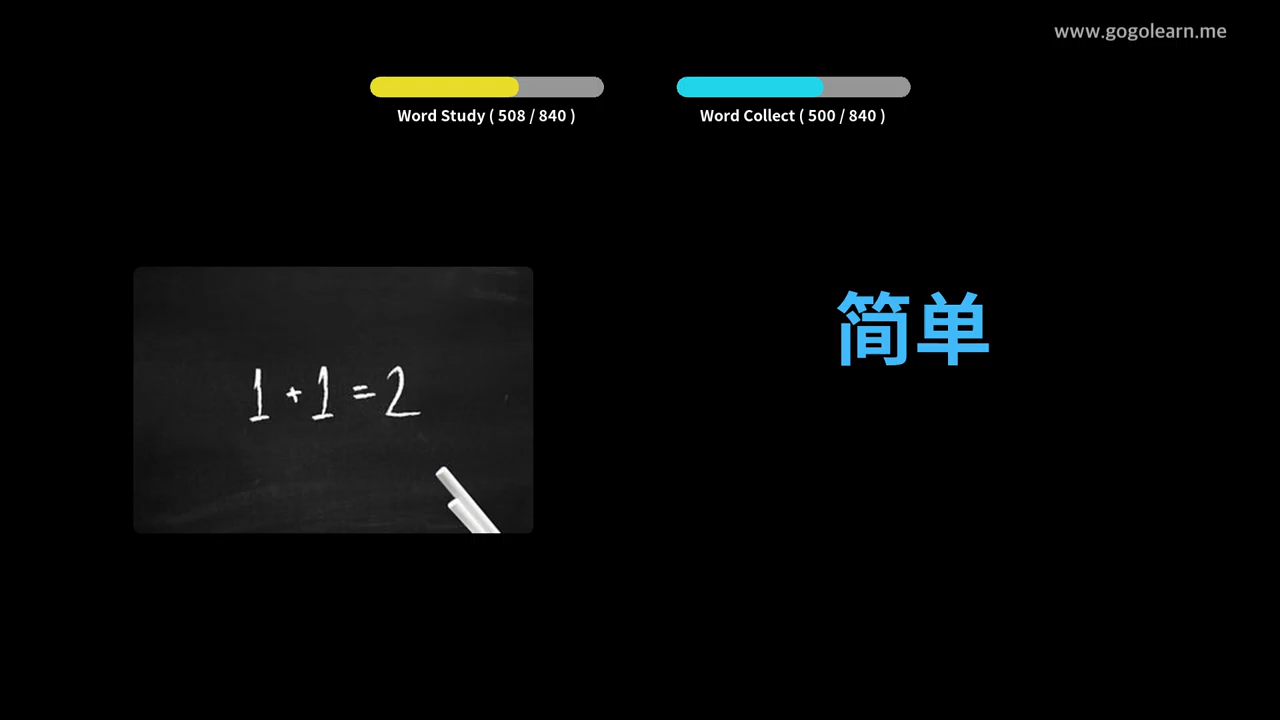 www.gogolearn.me
Word Study ( 508 / 840 )
Word Collect ( 500 / 840 )
简单
1 + 1 = 2